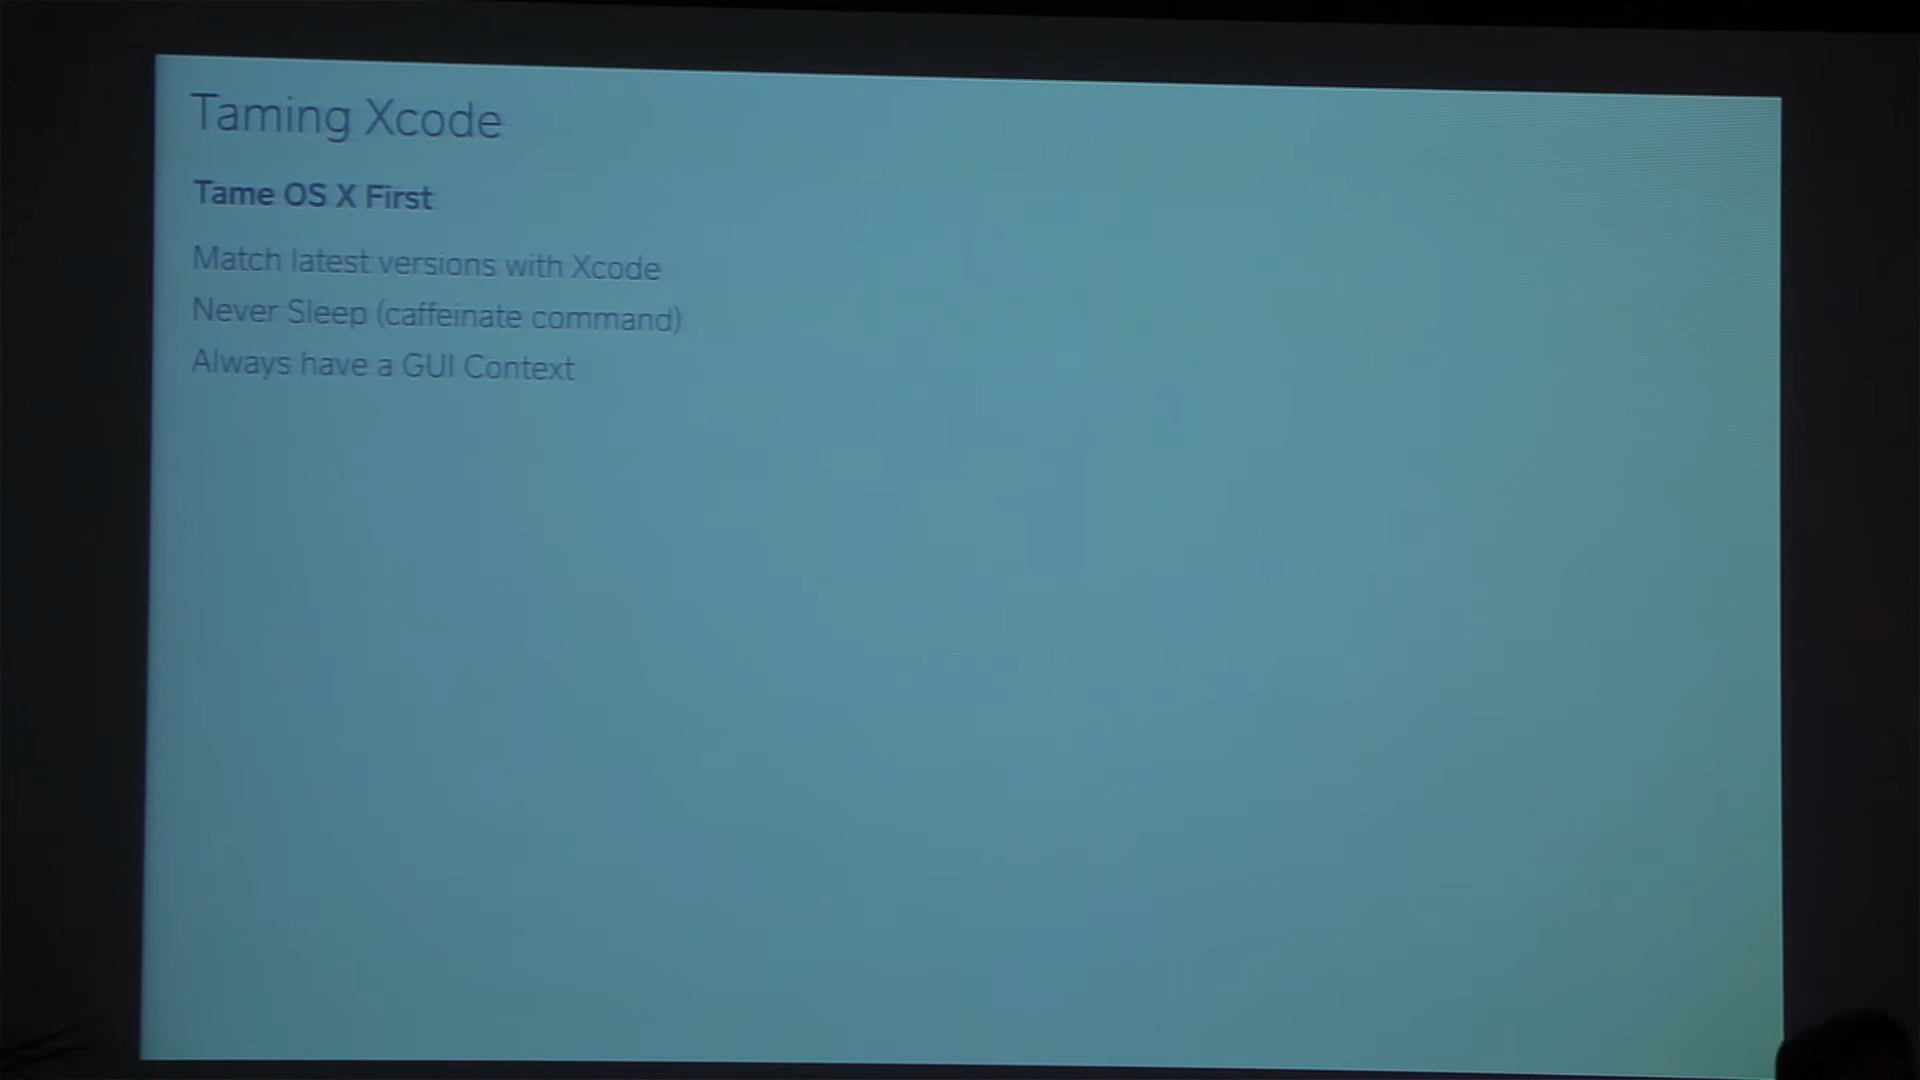 Taming Xcode
Tame OS X First
Match latest versions with Xcode
Never Sleep (caffeinate command)
Always have a GUI Context